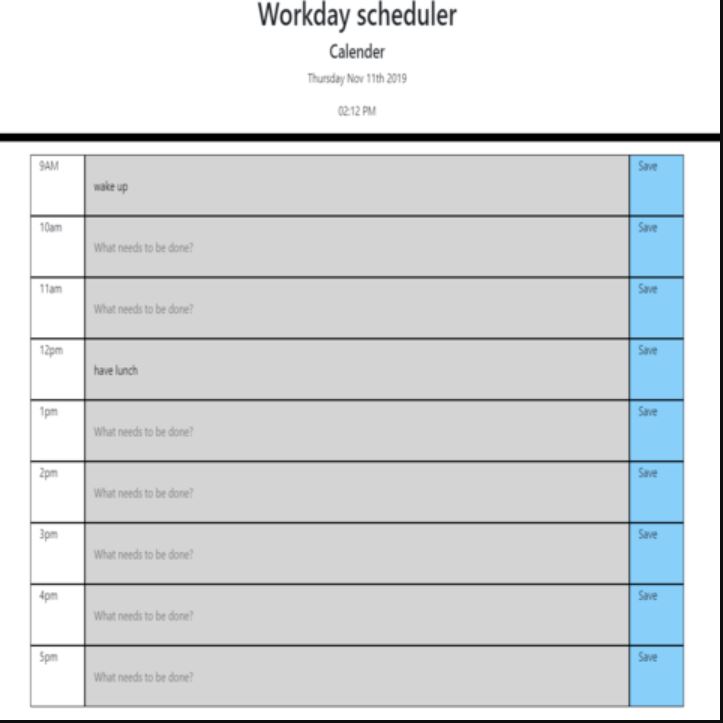 Workday scheduler
Calender
Thursday Nov 11th 2019
02:12 PM
9AM
wake up
Save
10am
What needs to be done?
Save
11am
What needs to be done?
Save
12pm
have lunch
Save
1pm
What needs to be done?
Save
2pm
What needs to be done?
Save
3pm
What needs to be done?
Save
4pm
What needs to be done?
Save
5pm
What needs to be done?
Save